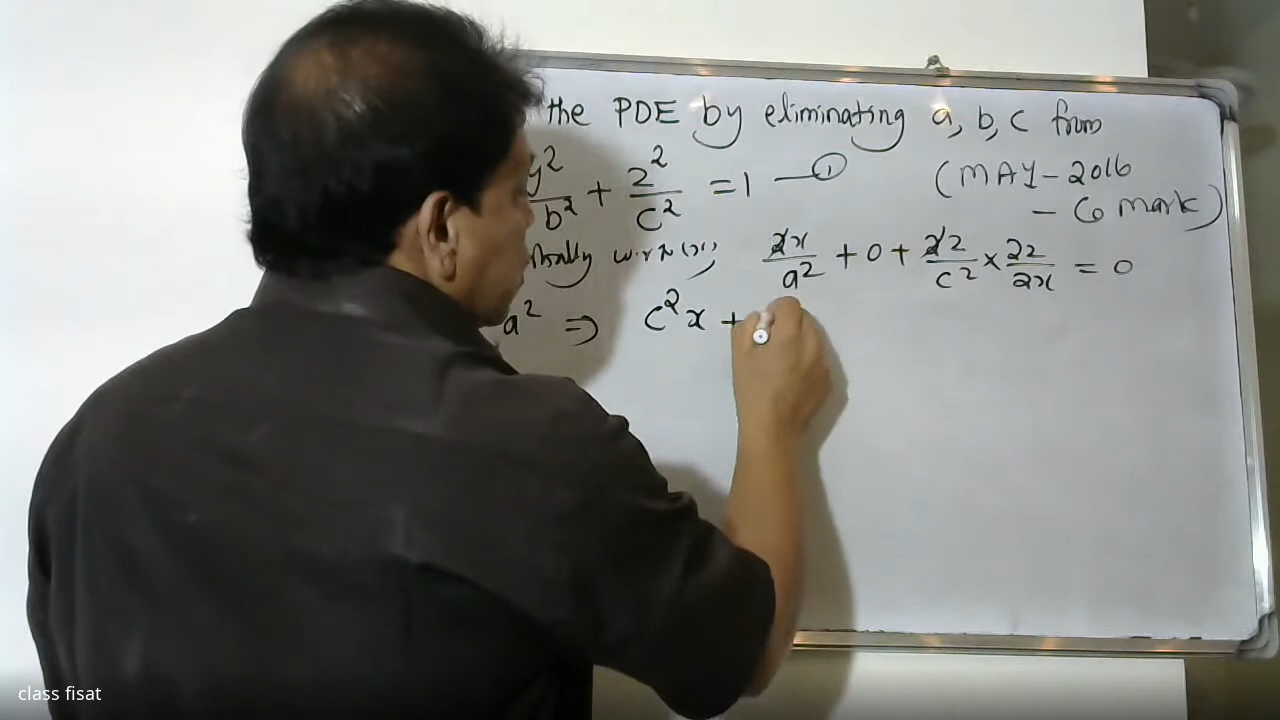 the PDE by eliminating a, b, c from
y²/b² + z²/c² = 1 —①
(MAY-2016
- 6 mark)
w.r.to (x), 2x/a² + 0 + 2z/c² × ∂z/∂x = 0
a² ⇒ c²x +
class fisat